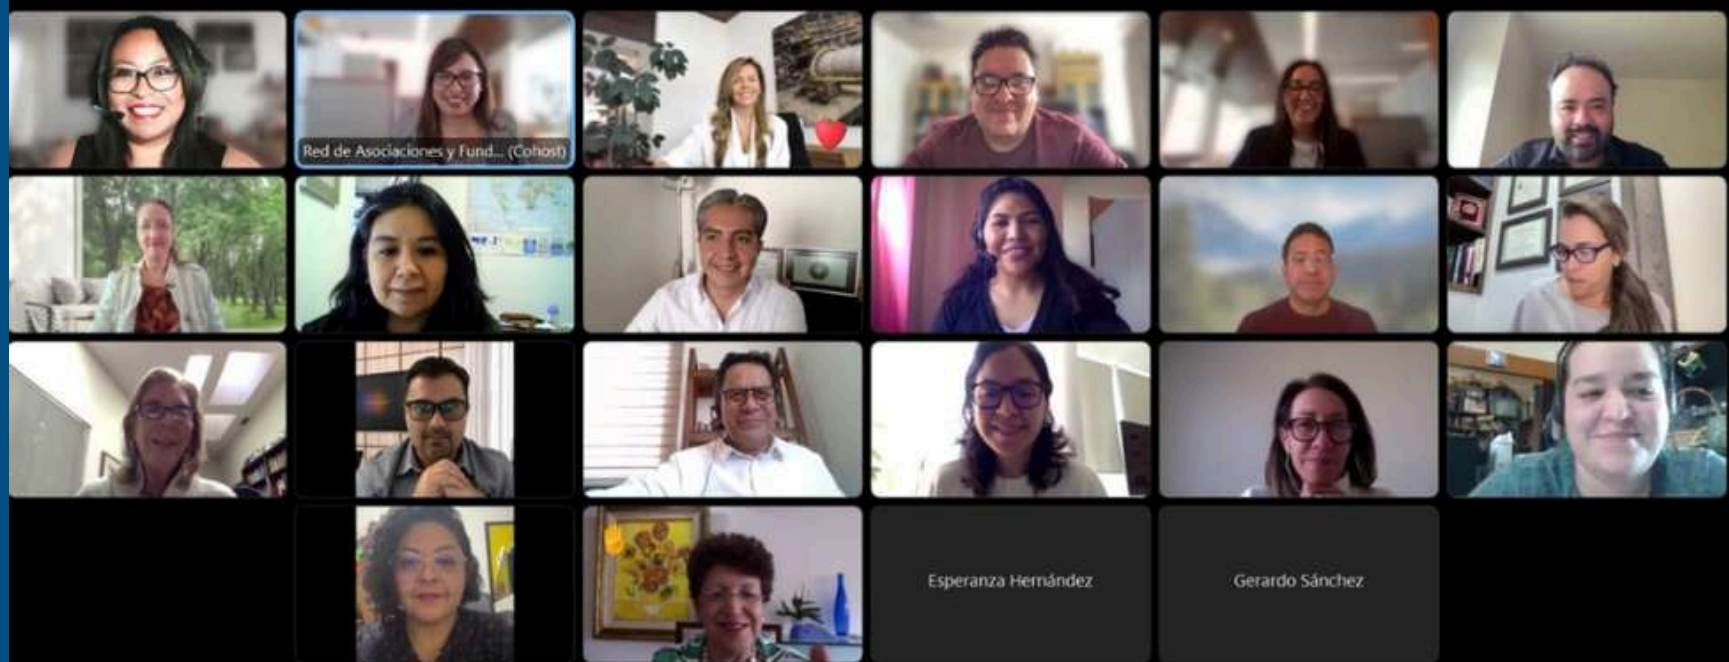 Red de Asociaciones y Fund... (Cohost)
Esperanza Hernández
Gerardo Sánchez